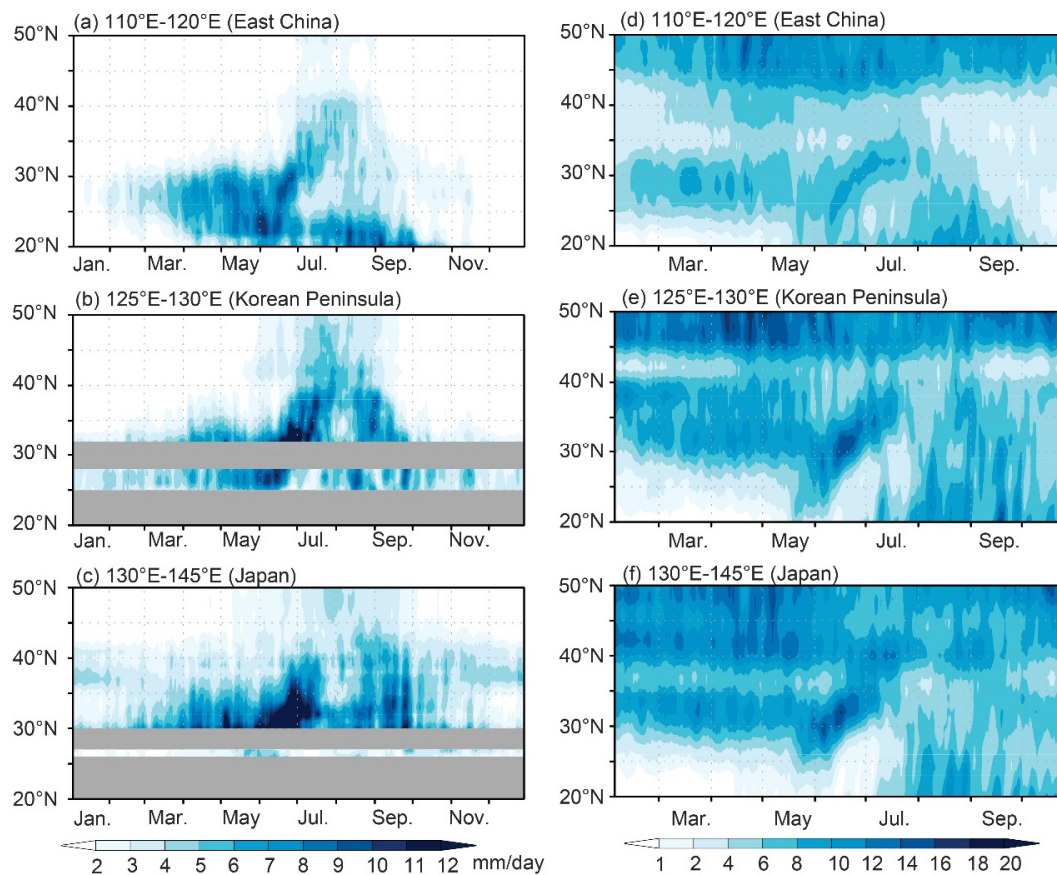 (a) 110°E-120°E (East China)
50°N
40°N
30°N
20°N
Jan. Mar. May Jul. Sep. Nov.
(b) 125°E-130°E (Korean Peninsula)
50°N
40°N
30°N
20°N
Jan. Mar. May Jul. Sep. Nov.
(c) 130°E-145°E (Japan)
50°N
40°N
30°N
20°N
Jan. Mar. May Jul. Sep. Nov.
2 3 4 5 6 7 8 9 10 11 12 mm/day
(d) 110°E-120°E (East China)
50°N
40°N
30°N
20°N
Mar. May Jul. Sep.
(e) 125°E-130°E (Korean Peninsula)
50°N
40°N
30°N
20°N
Mar. May Jul. Sep.
(f) 130°E-145°E (Japan)
50°N
40°N
30°N
20°N
Mar. May Jul. Sep.
1 2 4 6 8 10 12 14 16 18 20